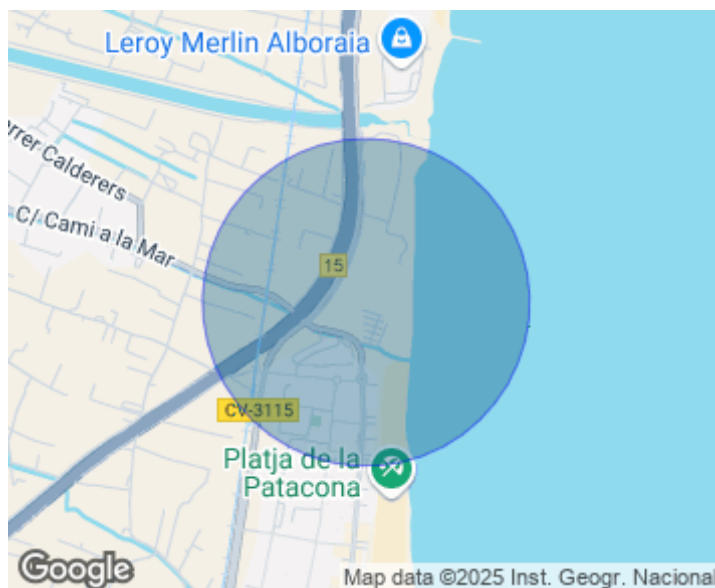 Leroy Merlin Alboraia
rrer Calderers
C/ Cami a la Mar
15
CV-3115
Platja de la
Patacona
Google
Map data ©2025 Inst. Geogr. Nacional